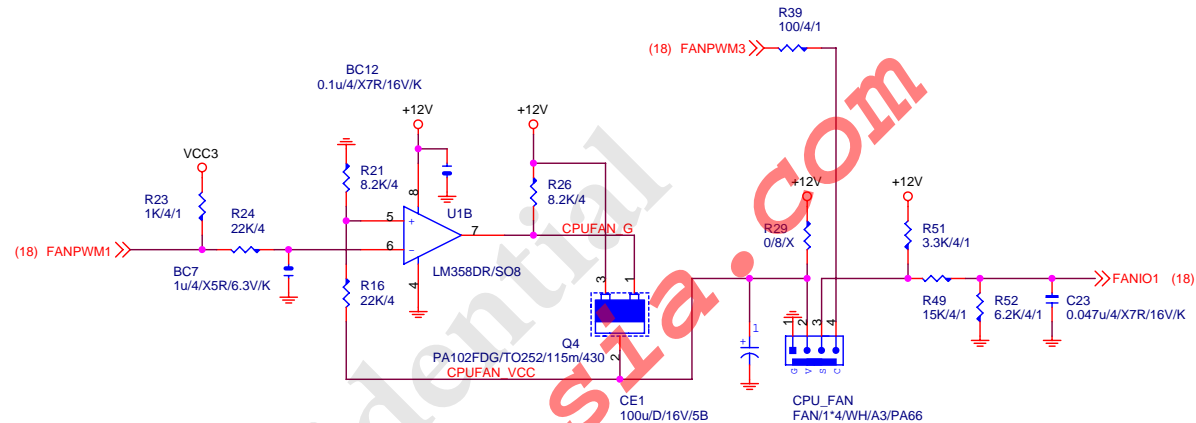 R39
100/4/1
(18) FANPWM3
BC12
0.1u/4/X7R/16V/K
+12V
+12V
VCC3
R21
8.2K/4
R23
1K/4/1
R24
22K/4
8
5
+
6
-
7
4
U1B
LM358DR/SO8
R26
8.2K/4
CPUFAN_G
+12V
R29
0/8/X
+12V
R51
3.3K/4/1
(18) FANPWM1
BC7
1u/4/X5R/6.3V/K
R16
22K/4
3
1
Q4
PA102FDG/TO252/115m/430
2
CPUFAN_VCC
1
+
CE1
100u/D/16V/5B
1
2
3
4
G
V
S
C
CPU_FAN
FAN/1*4/WH/A3/PA66
R49
15K/4/1
R52
6.2K/4/1
C23
0.047u/4/X7R/16V/K
FANIO1 (18)
dential
sia.com